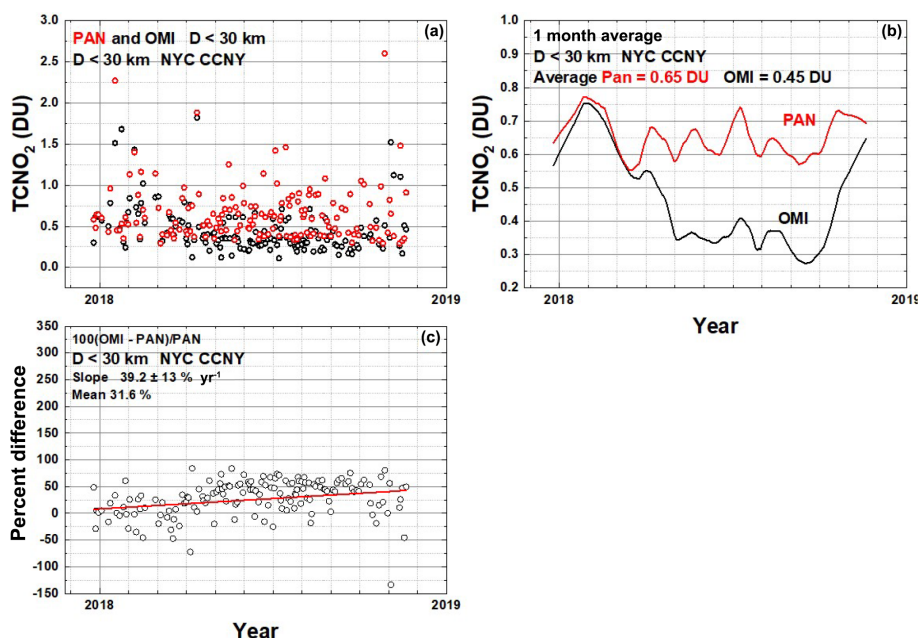 (a)
PAN and OMI D < 30 km
D < 30 km NYC CCNY
TCNO₂ (DU)
3.0
2.5
2.0
1.5
1.0
0.5
0.0
2018
2019
(b)
1 month average
D < 30 km NYC CCNY
Average Pan = 0.65 DU OMI = 0.45 DU
PAN
OMI
TCNO₂ (DU)
1.0
0.9
0.8
0.7
0.6
0.5
0.4
0.3
0.2
2018
2019
Year
(c)
100(OMI - PAN)/PAN
D < 30 km NYC CCNY
Slope 39.2 ± 13 % yr⁻¹
Mean 31.6 %
Percent difference
350
300
250
200
150
100
50
0
-50
-100
-150
2018
2019
Year